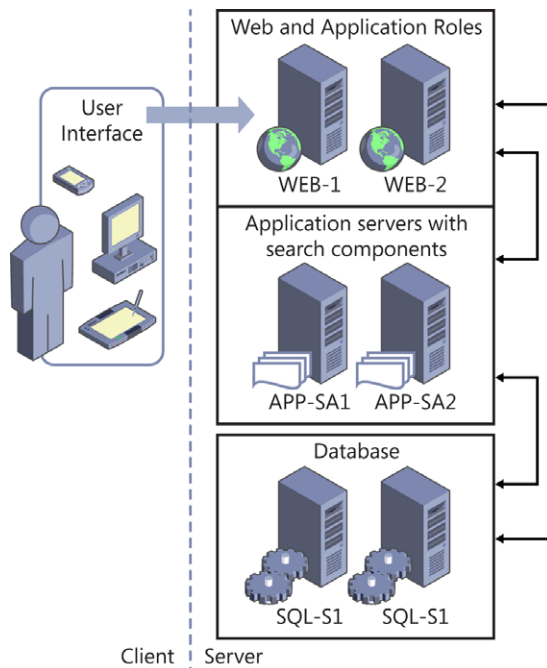 Web and Application Roles
User
Interface
WEB-1 WEB-2
Application servers with
search components
APP-SA1 APP-SA2
Database
SQL-S1 SQL-S1
Client Server